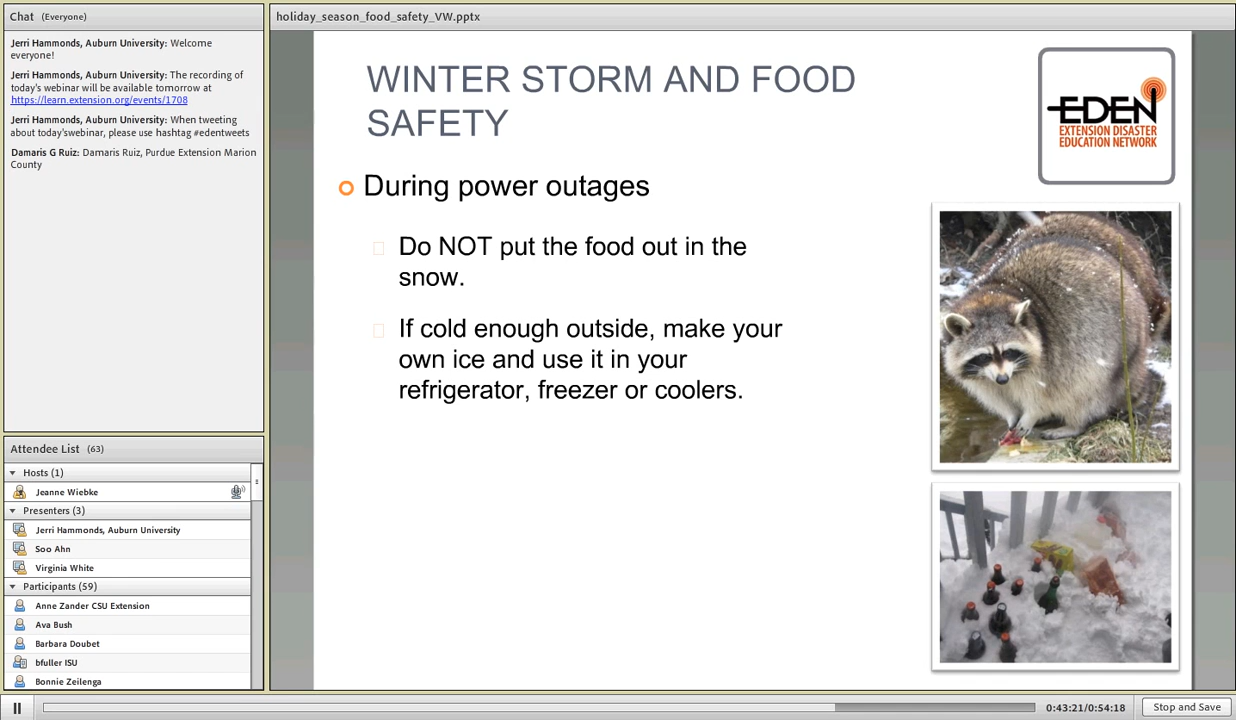 Chat (Everyone)
Jerri Hammonds, Auburn University: Welcome
everyone!
Jerri Hammonds, Auburn University: The recording of
today's webinar will be available tomorrow at
https://learn.extension.org/events/1708
Jerri Hammonds, Auburn University: When tweeting
about today'swebinar, please use hashtag #edentweets
Damaris G Ruiz: Damaris Ruiz, Purdue Extension Marion
County
Attendee List (63)
Hosts (1)
Jeanne Wiebke
Presenters (3)
Jerri Hammonds, Auburn University
Soo Ahn
Virginia White
Participants (59)
Anne Zander CSU Extension
Ava Bush
Barbara Doubet
bfuller ISU
Bonnie Zeilenga
holiday_season_food_safety_VW.pptx
WINTER STORM AND FOOD
SAFETY
EDEN
EXTENSION DISASTER
EDUCATION NETWORK
During power outages
Do NOT put the food out in the
snow.
If cold enough outside, make your
own ice and use it in your
refrigerator, freezer or coolers.
0:43:21/0:54:18
Stop and Save